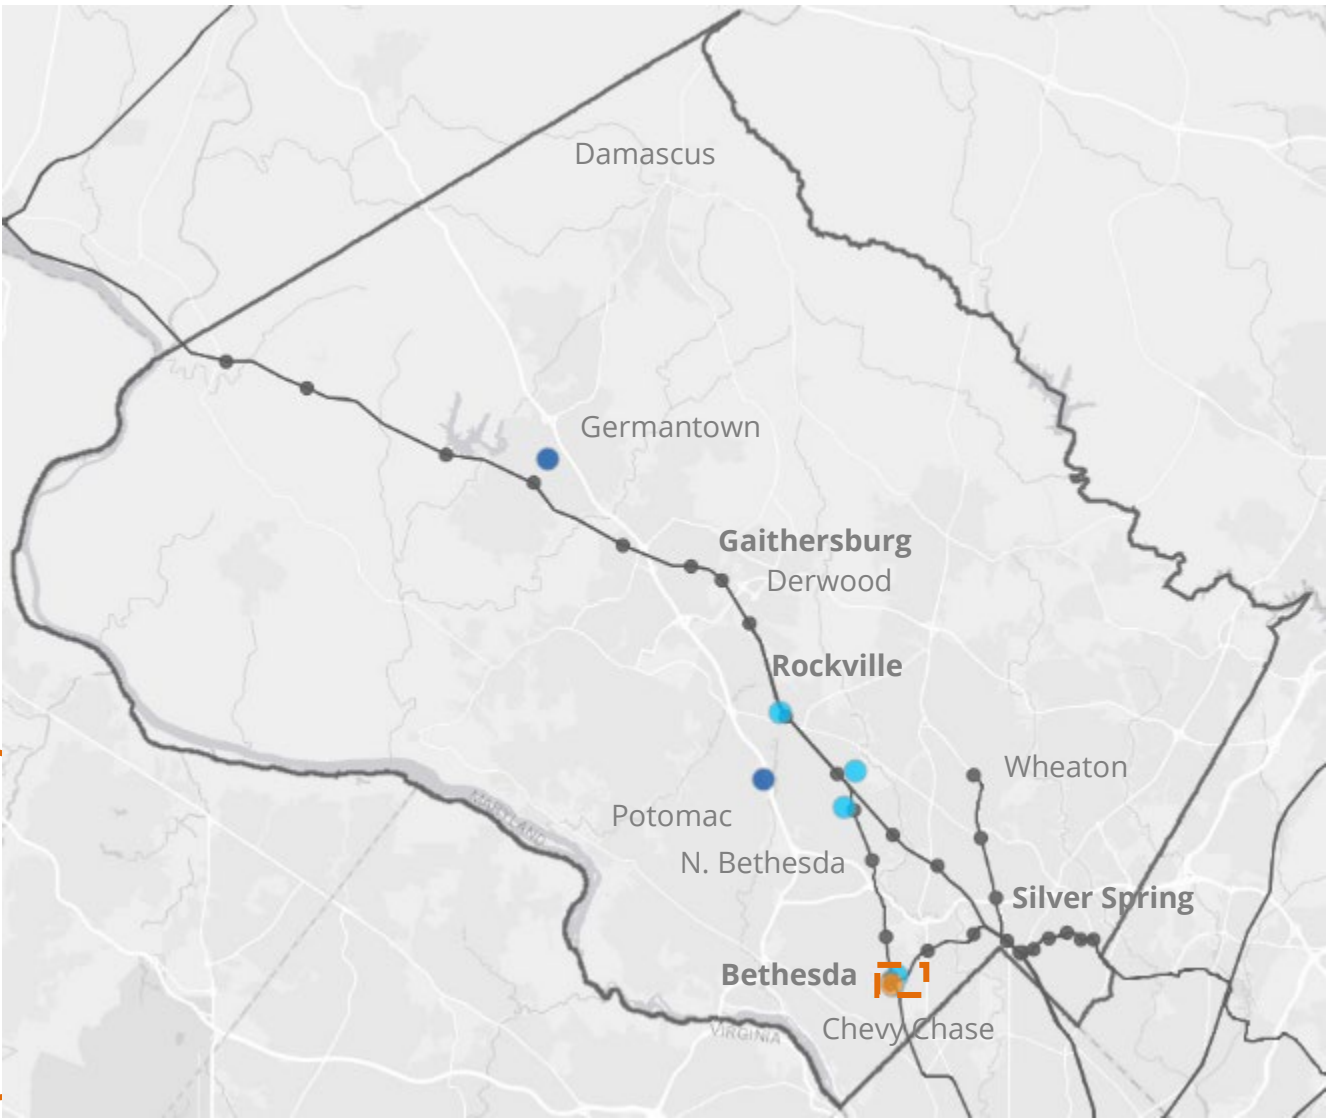 Damascus
Germantown
Gaithersburg
Derwood
Rockville
Wheaton
MARYLAND
Potomac
N. Bethesda
Silver Spring
Bethesda
VIRGINIA
Chevy Chase